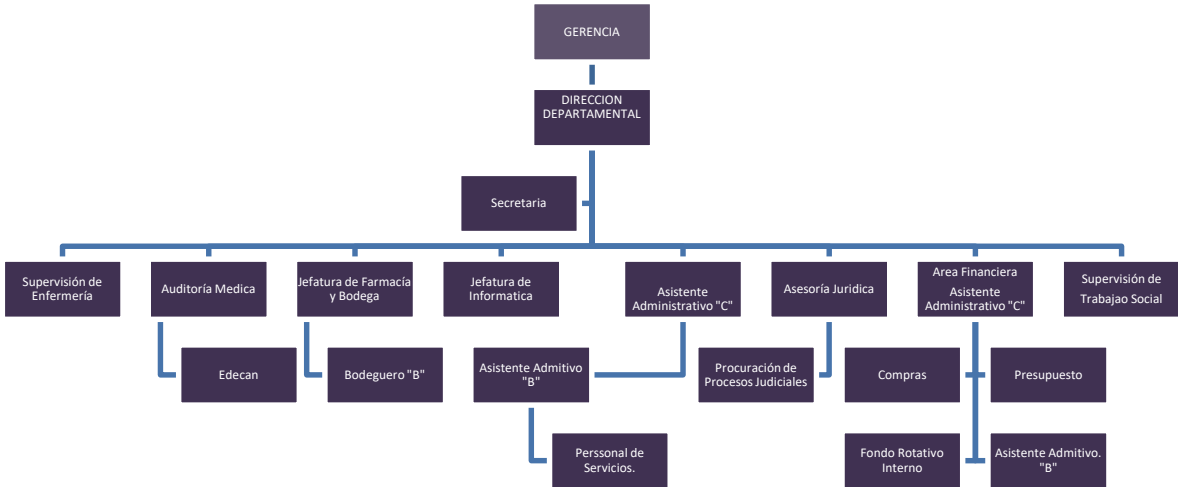 GERENCIA
DIRECCION
DEPARTAMENTAL
Secretaria
Supervisión de
Enfermería
Auditoría Medica
Jefatura de Farmacía
y Bodega
Jefatura de
Informatica
Asistente
Administrativo "C"
Asesoría Juridica
Area Financiera
Asistente
Administrativo "C"
Supervisión de
Trabajao Social
Edecan
Bodeguero "B"
Asistente Admitivo
"B"
Procuración de
Procesos Judiciales
Compras
Presupuesto
Perssonal de
Servicios.
Fondo Rotativo
Interno
Asistente Admitivo.
"B"